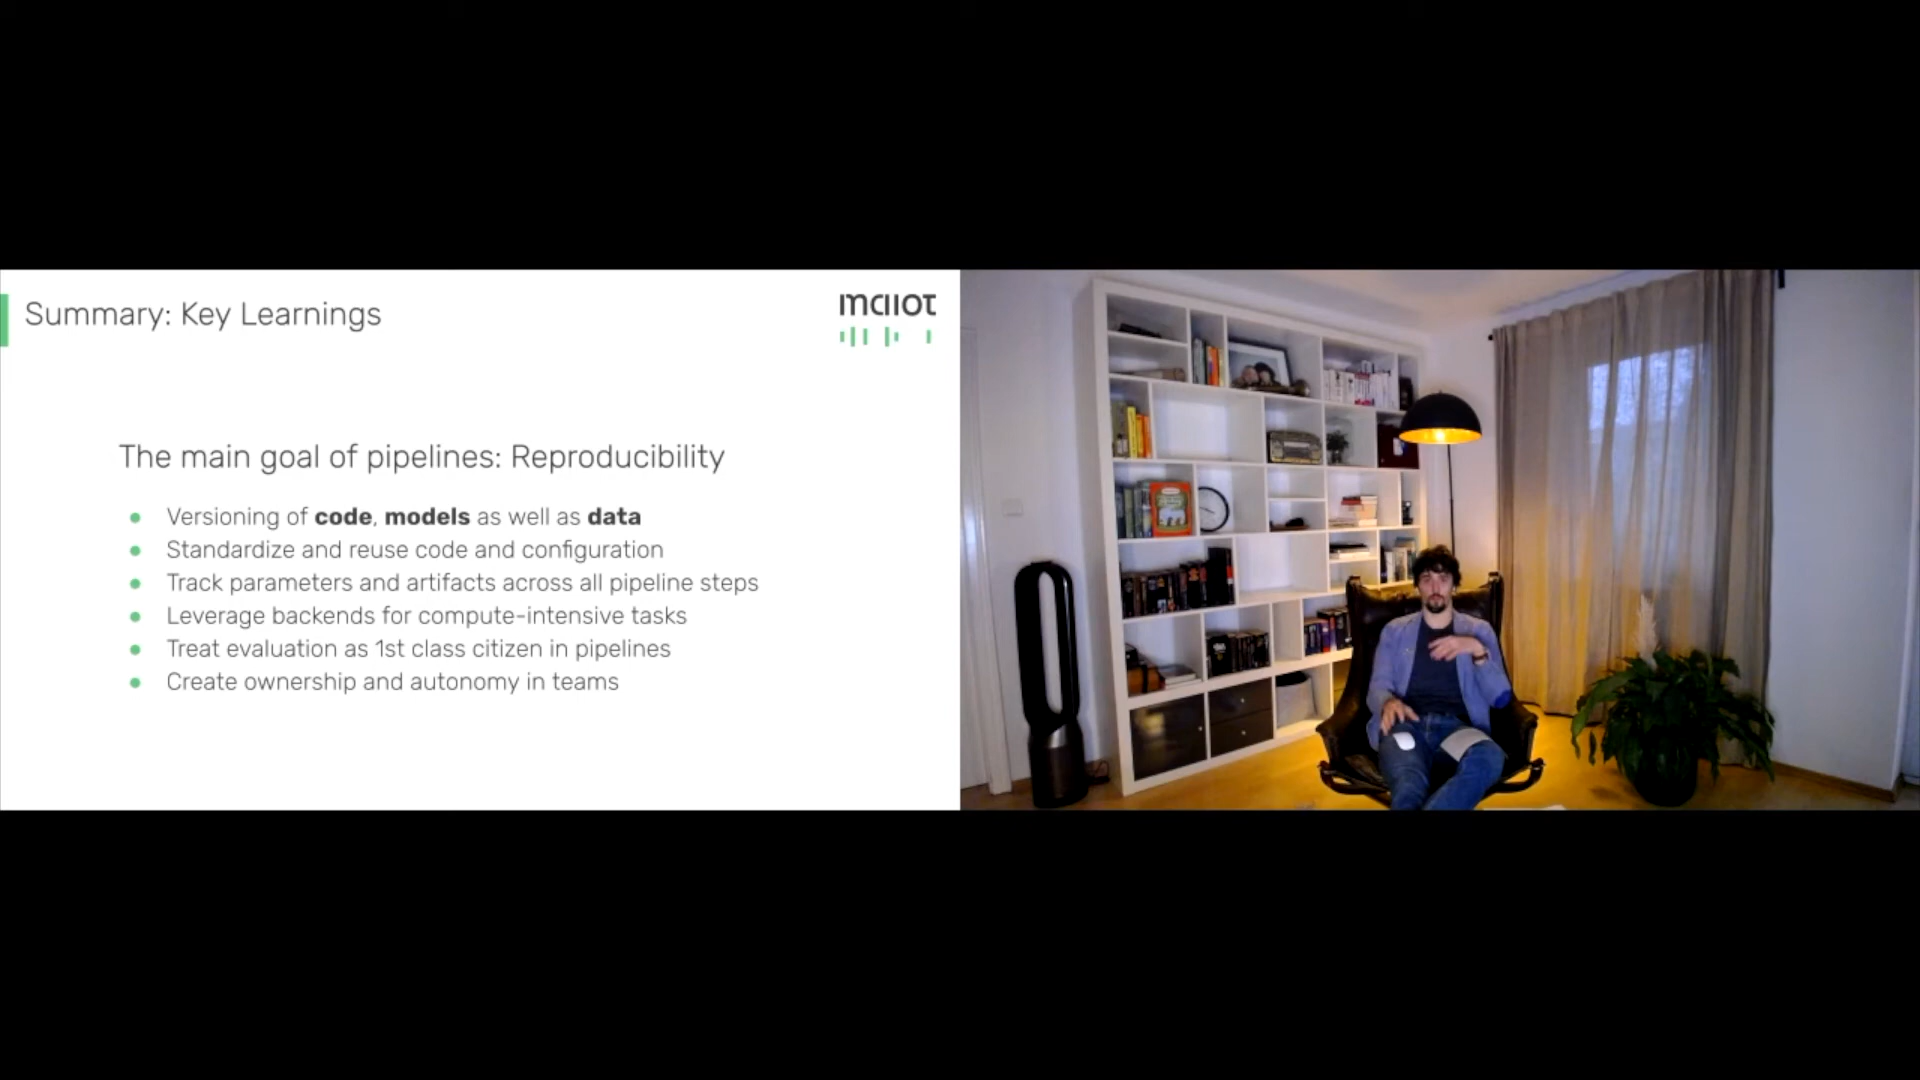 Summary: Key Learnings
maiot
The main goal of pipelines: Reproducibility
Versioning of code, models as well as data
Standardize and reuse code and configuration
Track parameters and artifacts across all pipeline steps
Leverage backends for compute-intensive tasks
Treat evaluation as 1st class citizen in pipelines
Create ownership and autonomy in teams